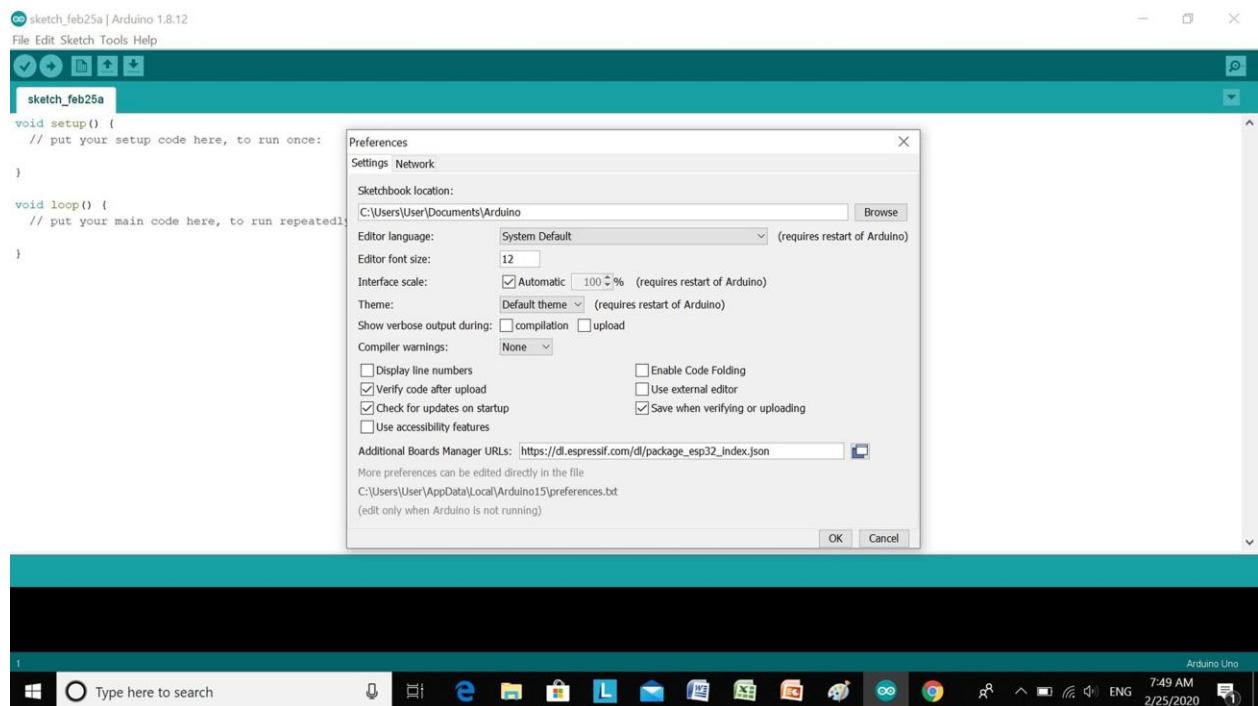 sketch_feb25a | Arduino 1.8.12
File Edit Sketch Tools Help
sketch_feb25a
void setup() {
// put your setup code here, to run once:
}
void loop() {
// put your main code here, to run repeatedly
}
Preferences
Settings Network
Sketchbook location:
C:\Users\User\Documents\Arduino Browse
Editor language: System Default (requires restart of Arduino)
Editor font size: 12
Interface scale: Automatic 100 % (requires restart of Arduino)
Theme: Default theme (requires restart of Arduino)
Show verbose output during: compilation upload
Compiler warnings: None
Display line numbers Enable Code Folding
Verify code after upload Use external editor
Check for updates on startup Save when verifying or uploading
Use accessibility features
Additional Boards Manager URLs: https://dl.espressif.com/dl/package_esp32_index.json
More preferences can be edited directly in the file
C:\Users\User\AppData\Local\Arduino15\preferences.txt
(edit only when Arduino is not running)
OK Cancel
1 Arduino Uno
Type here to search L ENG 7:49 AM
2/25/2020 1